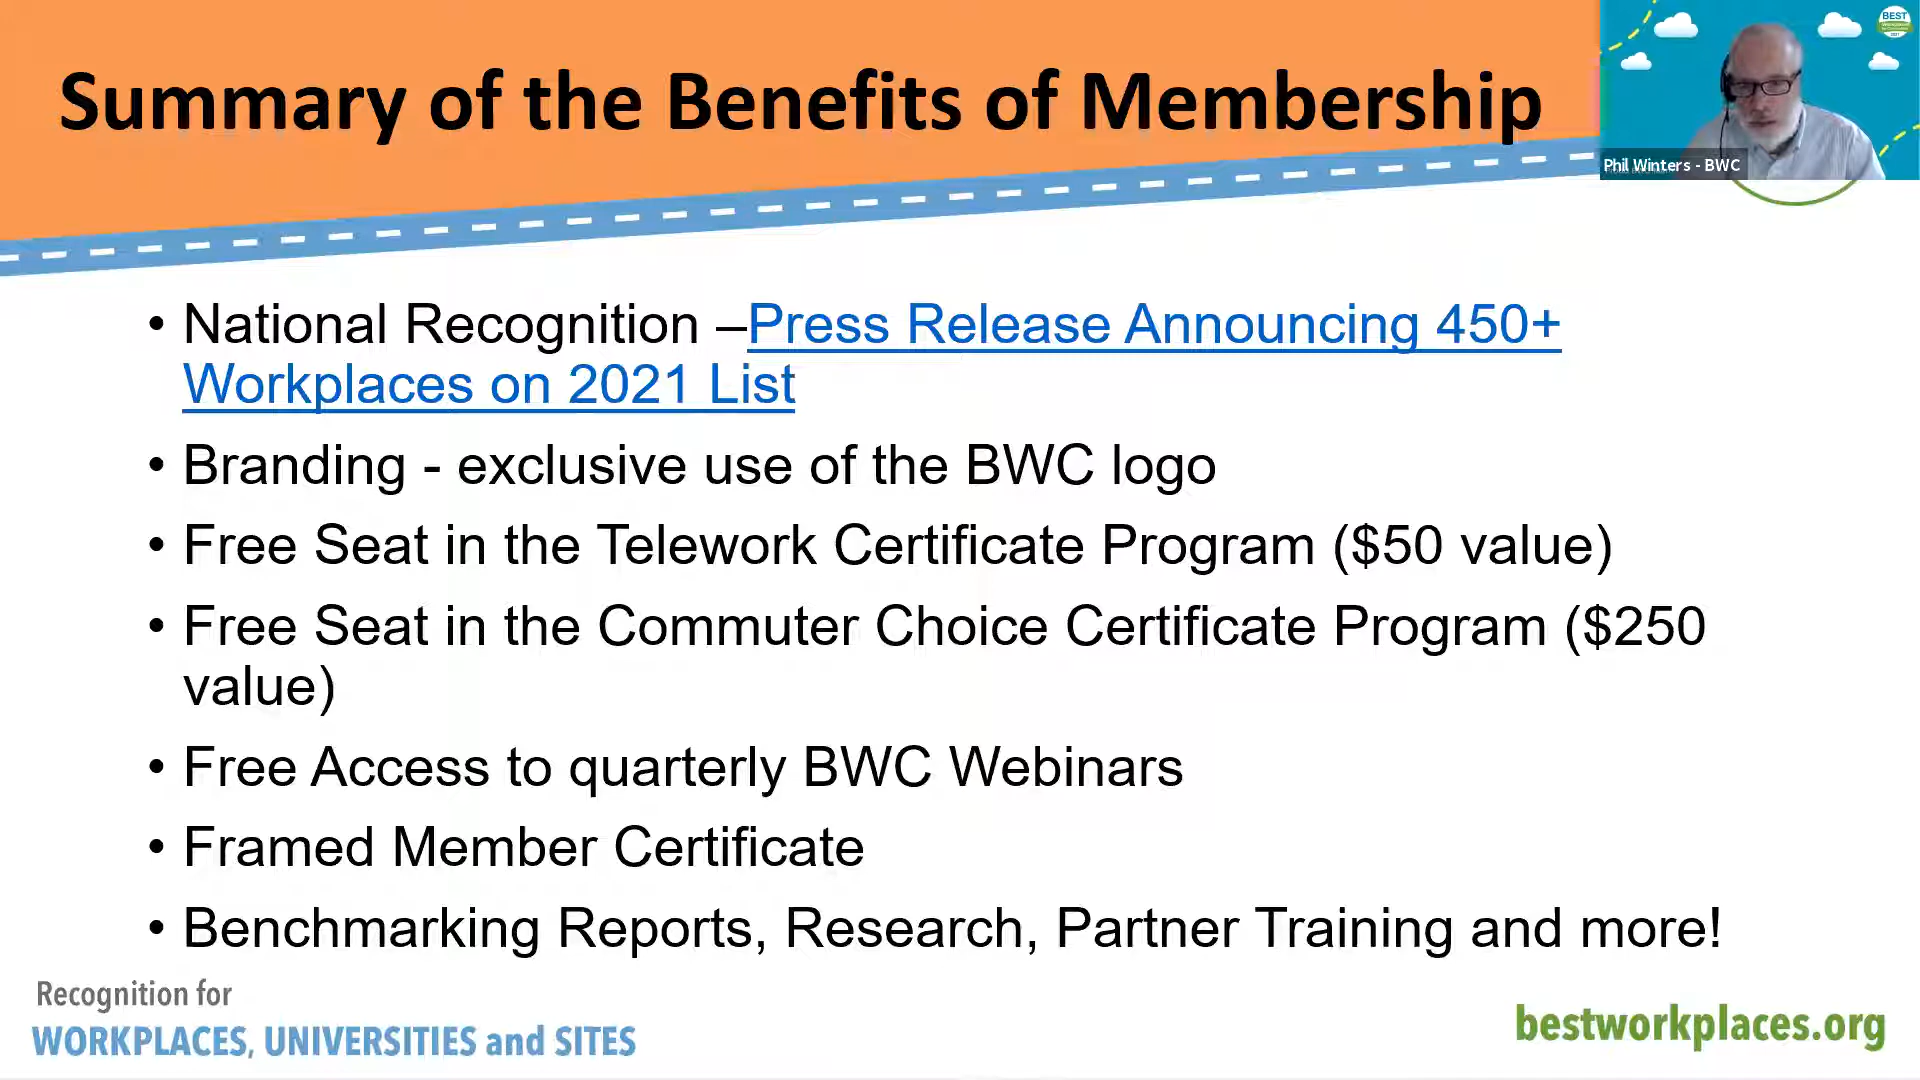 Summary of the Benefits of Membership
BEST
Phil Winters - BWC
• National Recognition –Press Release Announcing 450+
Workplaces on 2021 List
• Branding - exclusive use of the BWC logo
• Free Seat in the Telework Certificate Program ($50 value)
• Free Seat in the Commuter Choice Certificate Program ($250
value)
• Free Access to quarterly BWC Webinars
• Framed Member Certificate
• Benchmarking Reports, Research, Partner Training and more!
Recognition for
WORKPLACES, UNIVERSITIES and SITES
bestworkplaces.org